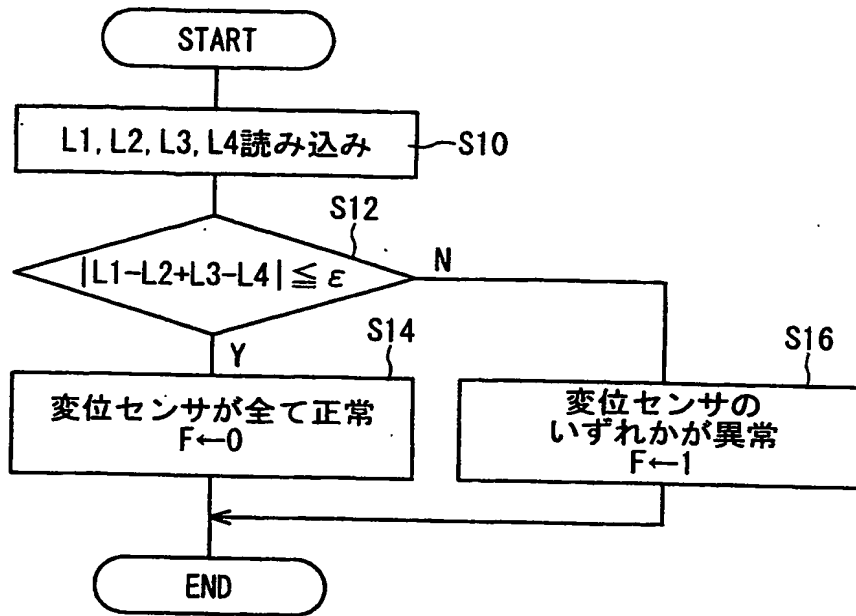 START
L1, L2, L3, L4読み込み
S10
S12
|L1-L2+L3-L4|≦ε
N
Y
S14
変位センサが全て正常
F←0
S16
変位センサの
いずれかが異常
F←1
END